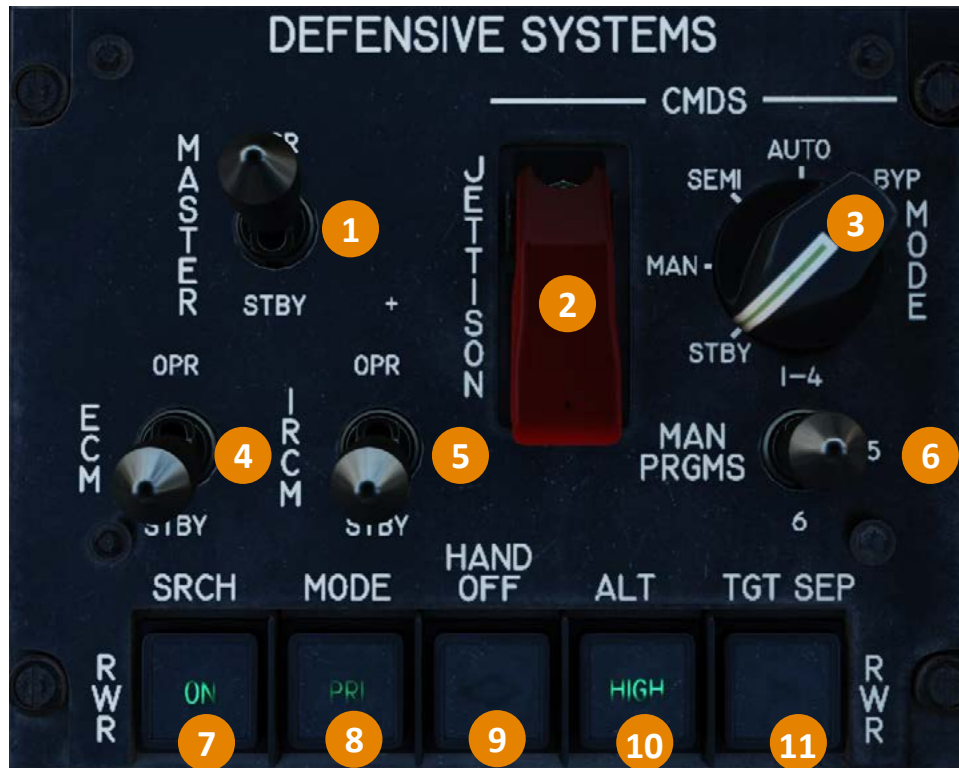 DEFENSIVE SYSTEMS
CMDS
MASTER
JETTISON
AUTO
SEMI
BYP
MODE
1
3
MAN
2
STBY
+
STBY
OPR
OPR
1-4
ECM
4
IRCM
5
MAN
PRGMS
5
6
STBY
STBY
6
SRCH
MODE
HAND
OFF
ALT
TGT SEP
RWR
ON
PRI
HIGH
RWR
7
8
9
10
11